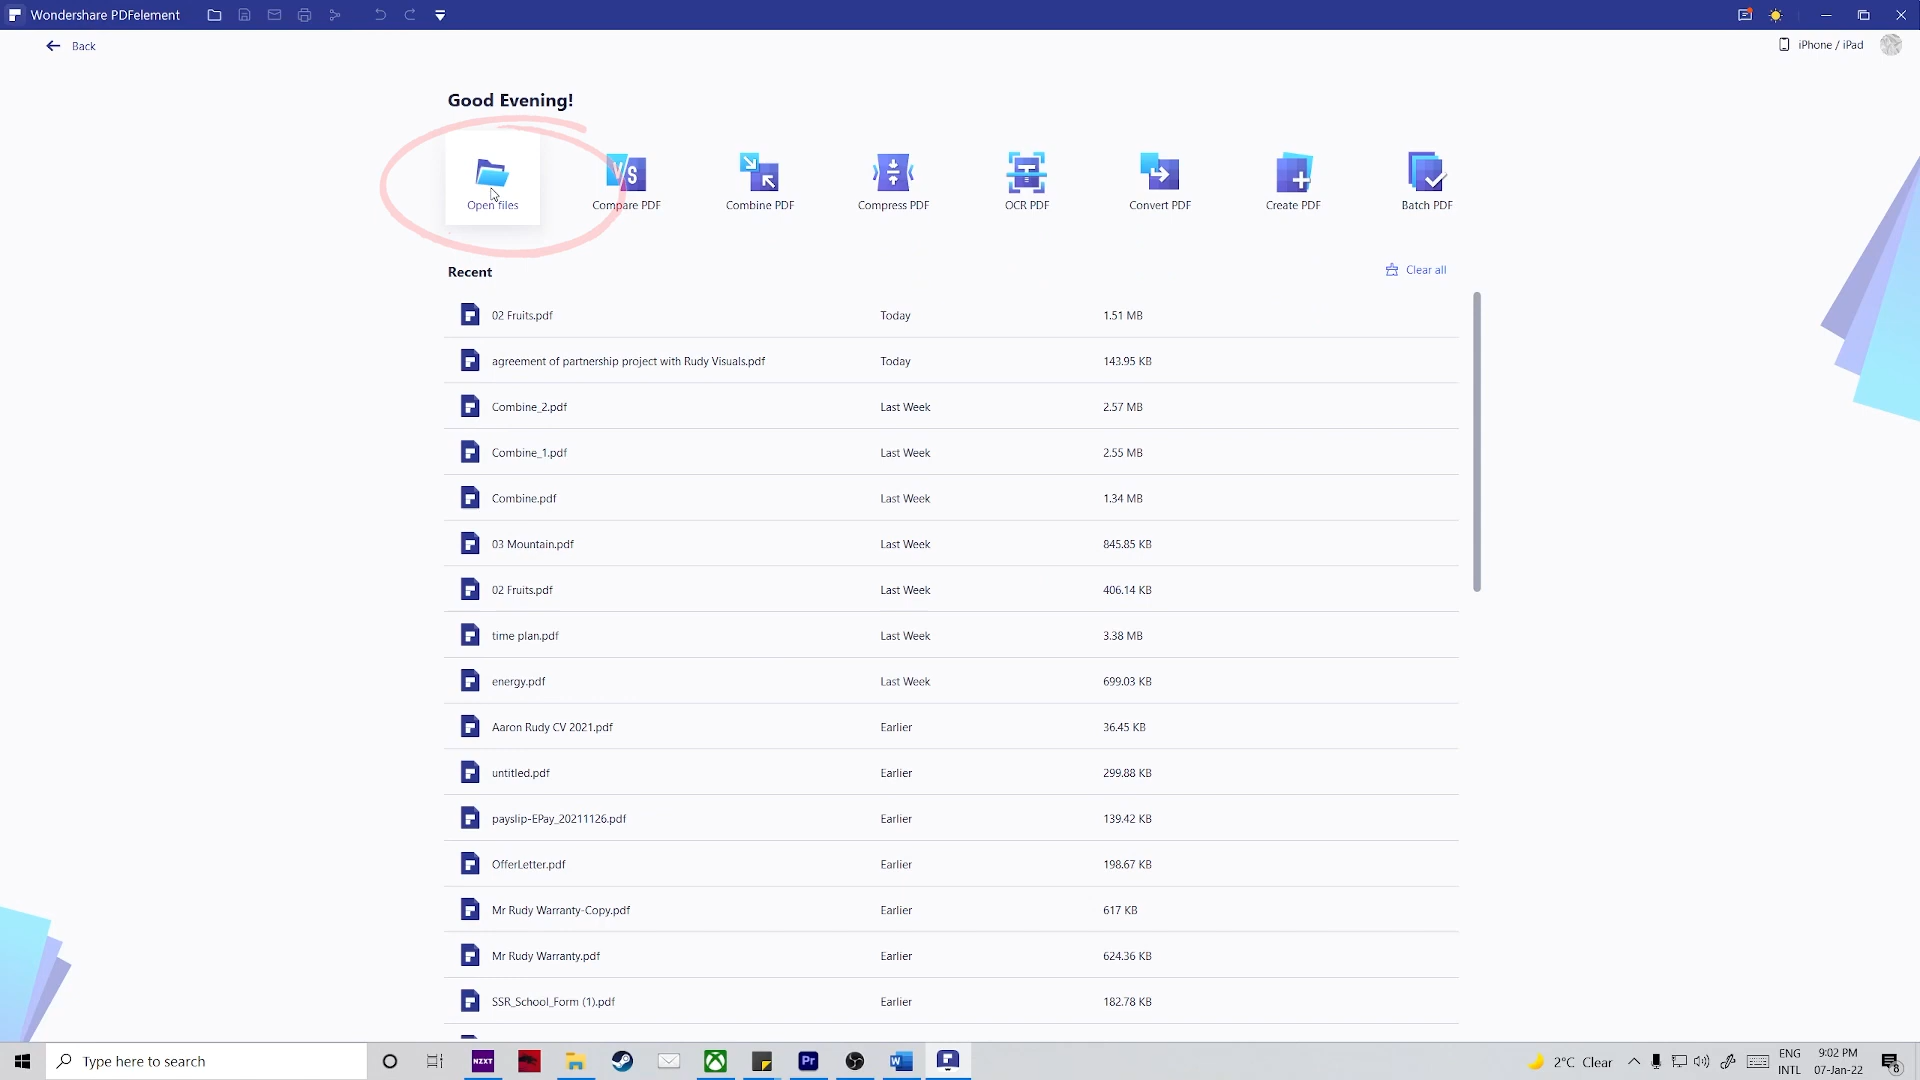 Wondershare PDFelement
Back
iPhone / iPad
Good Evening!
Open files
Compare PDF
Combine PDF
Compress PDF
OCR PDF
Convert PDF
Create PDF
Batch PDF
Recent
Clear all
02 Fruits.pdf Today 1.51 MB
agreement of partnership project with Rudy Visuals.pdf Today 143.95 KB
Combine_2.pdf Last Week 2.57 MB
Combine_1.pdf Last Week 2.55 MB
Combine.pdf Last Week 1.34 MB
03 Mountain.pdf Last Week 845.85 KB
02 Fruits.pdf Last Week 406.14 KB
time plan.pdf Last Week 3.38 MB
energy.pdf Last Week 699.03 KB
Aaron Rudy CV 2021.pdf Earlier 36.45 KB
untitled.pdf Earlier 299.88 KB
payslip-EPay_20211126.pdf Earlier 139.42 KB
OfferLetter.pdf Earlier 198.67 KB
Mr Rudy Warranty-Copy.pdf Earlier 617 KB
Mr Rudy Warranty.pdf Earlier 624.36 KB
SSR_School_Form (1).pdf Earlier 182.78 KB
Type here to search
NZXT
Pr
W
2°C Clear
ENG
INTL
9:02 PM
07-Jan-22
8